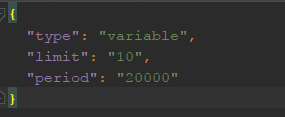 {
"type": "variable",
"limit": "10",
"period": "20000"
}